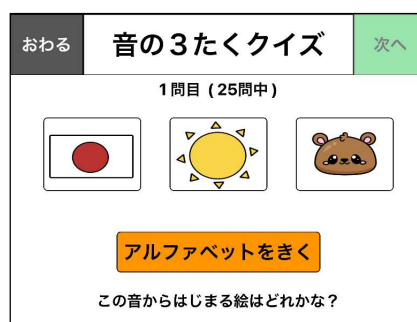 おわる
音の３たくクイズ
次へ
1問目 ( 25問中 )
アルファベットをきく
この音からはじまる絵はどれかな？